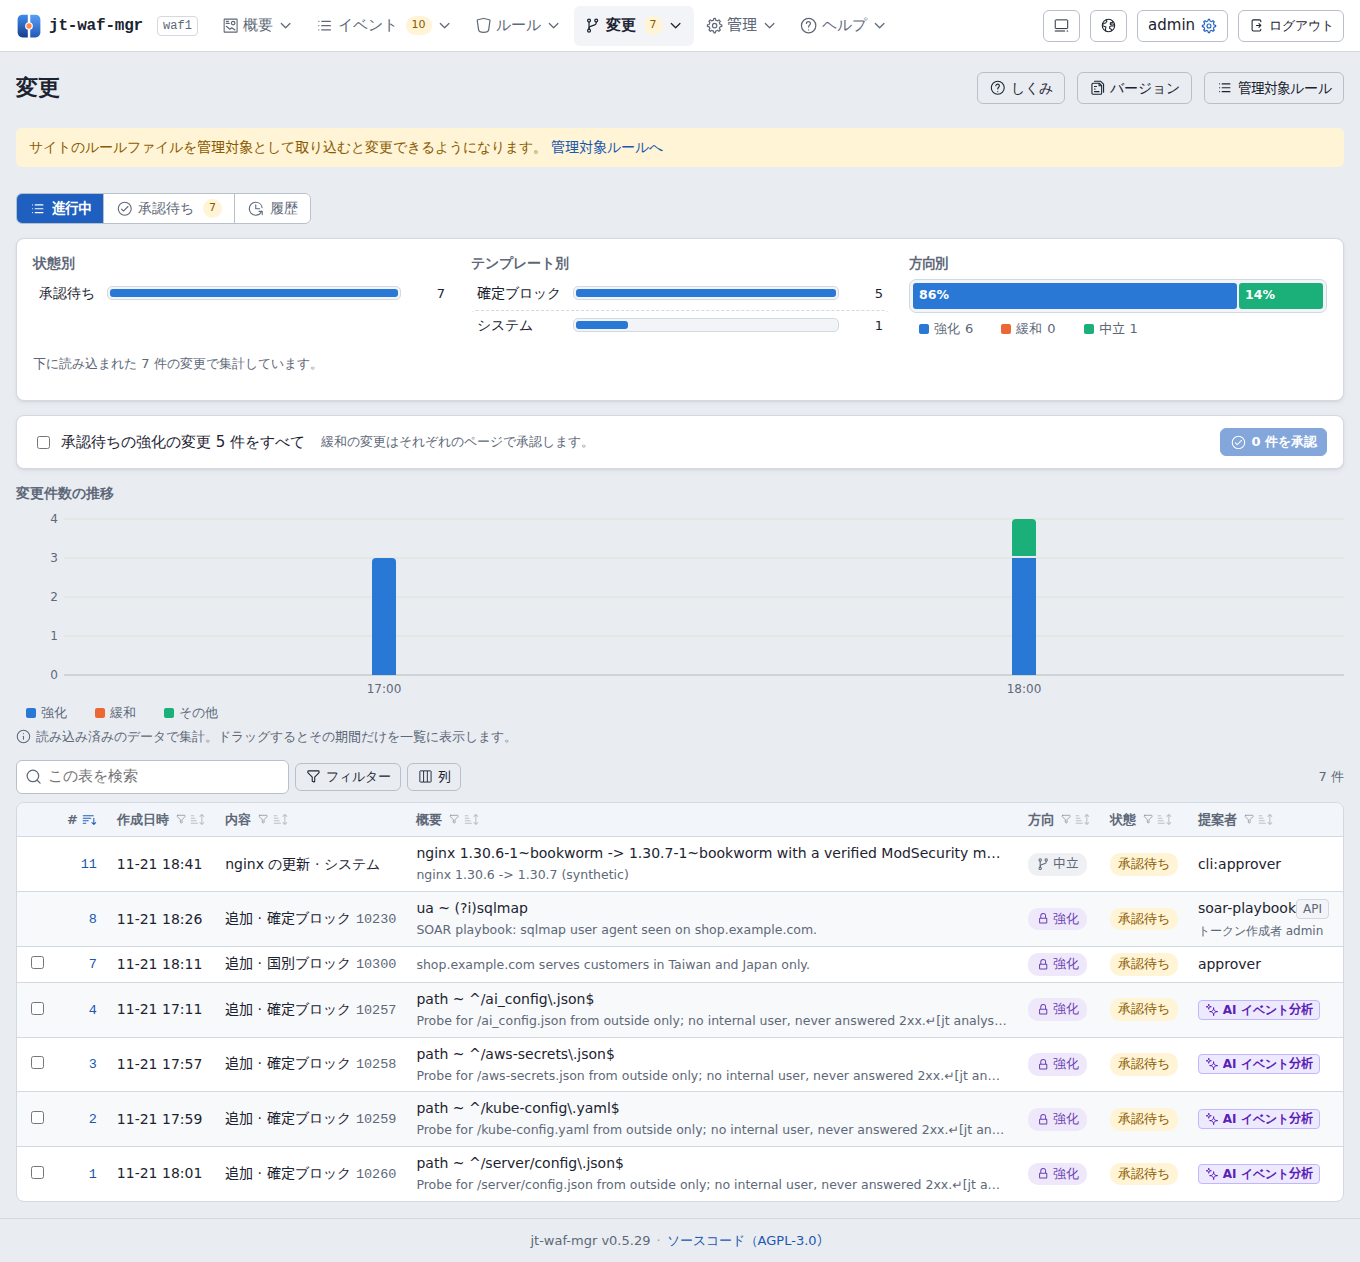 jt-waf-mgr waf1 概要 イベント 10 ルール 変更 7 管理 ヘルプ admin ログアウト
変更 しくみ バージョン 管理対象ルール
サイトのルールファイルを管理対象として取り込むと変更できるようになります。 管理対象ルールへ
進行中 承認待ち 7 履歴
状態別 テンプレート別 方向別
承認待ち 7 確定ブロック 5 86% 14%
システム 1 強化 6 緩和 0 中立 1
下に読み込まれた 7 件の変更で集計しています。
承認待ちの強化の変更 5 件をすべて 緩和の変更はそれぞれのページで承認します。 0 件を承認
変更件数の推移
4
3
2
1
0
17:00 18:00
強化 緩和 その他
読み込み済みのデータで集計。ドラッグするとその期間だけを一覧に表示します。
この表を検索 フィルター 列 7 件
# 作成日時 内容 概要 方向 状態 提案者
11 11-21 18:41 nginx の更新 · システム nginx 1.30.6-1~bookworm -> 1.30.7-1~bookworm with a verified ModSecurity m… 中立 承認待ち cli:approver
nginx 1.30.6 -> 1.30.7 (synthetic)
8 11-21 18:26 追加 · 確定ブロック 10230 ua ~ (?i)sqlmap 強化 承認待ち soar-playbook API
SOAR playbook: sqlmap user agent seen on shop.example.com. トークン作成者 admin
7 11-21 18:11 追加 · 国別ブロック 10300 shop.example.com serves customers in Taiwan and Japan only. 強化 承認待ち approver
4 11-21 17:11 追加 · 確定ブロック 10257 path ~ ^/ai_config\.json$ 強化 承認待ち AI イベント分析
Probe for /ai_config.json from outside only; no internal user, never answered 2xx.↵[jt analys…
3 11-21 17:57 追加 · 確定ブロック 10258 path ~ ^/aws-secrets\.json$ 強化 承認待ち AI イベント分析
Probe for /aws-secrets.json from outside only; no internal user, never answered 2xx.↵[jt an…
2 11-21 17:59 追加 · 確定ブロック 10259 path ~ ^/kube-config\.yaml$ 強化 承認待ち AI イベント分析
Probe for /kube-config.yaml from outside only; no internal user, never answered 2xx.↵[jt an…
1 11-21 18:01 追加 · 確定ブロック 10260 path ~ ^/server/config\.json$ 強化 承認待ち AI イベント分析
Probe for /server/config.json from outside only; no internal user, never answered 2xx.↵[jt a…
jt-waf-mgr v0.5.29 · ソースコード（AGPL-3.0）